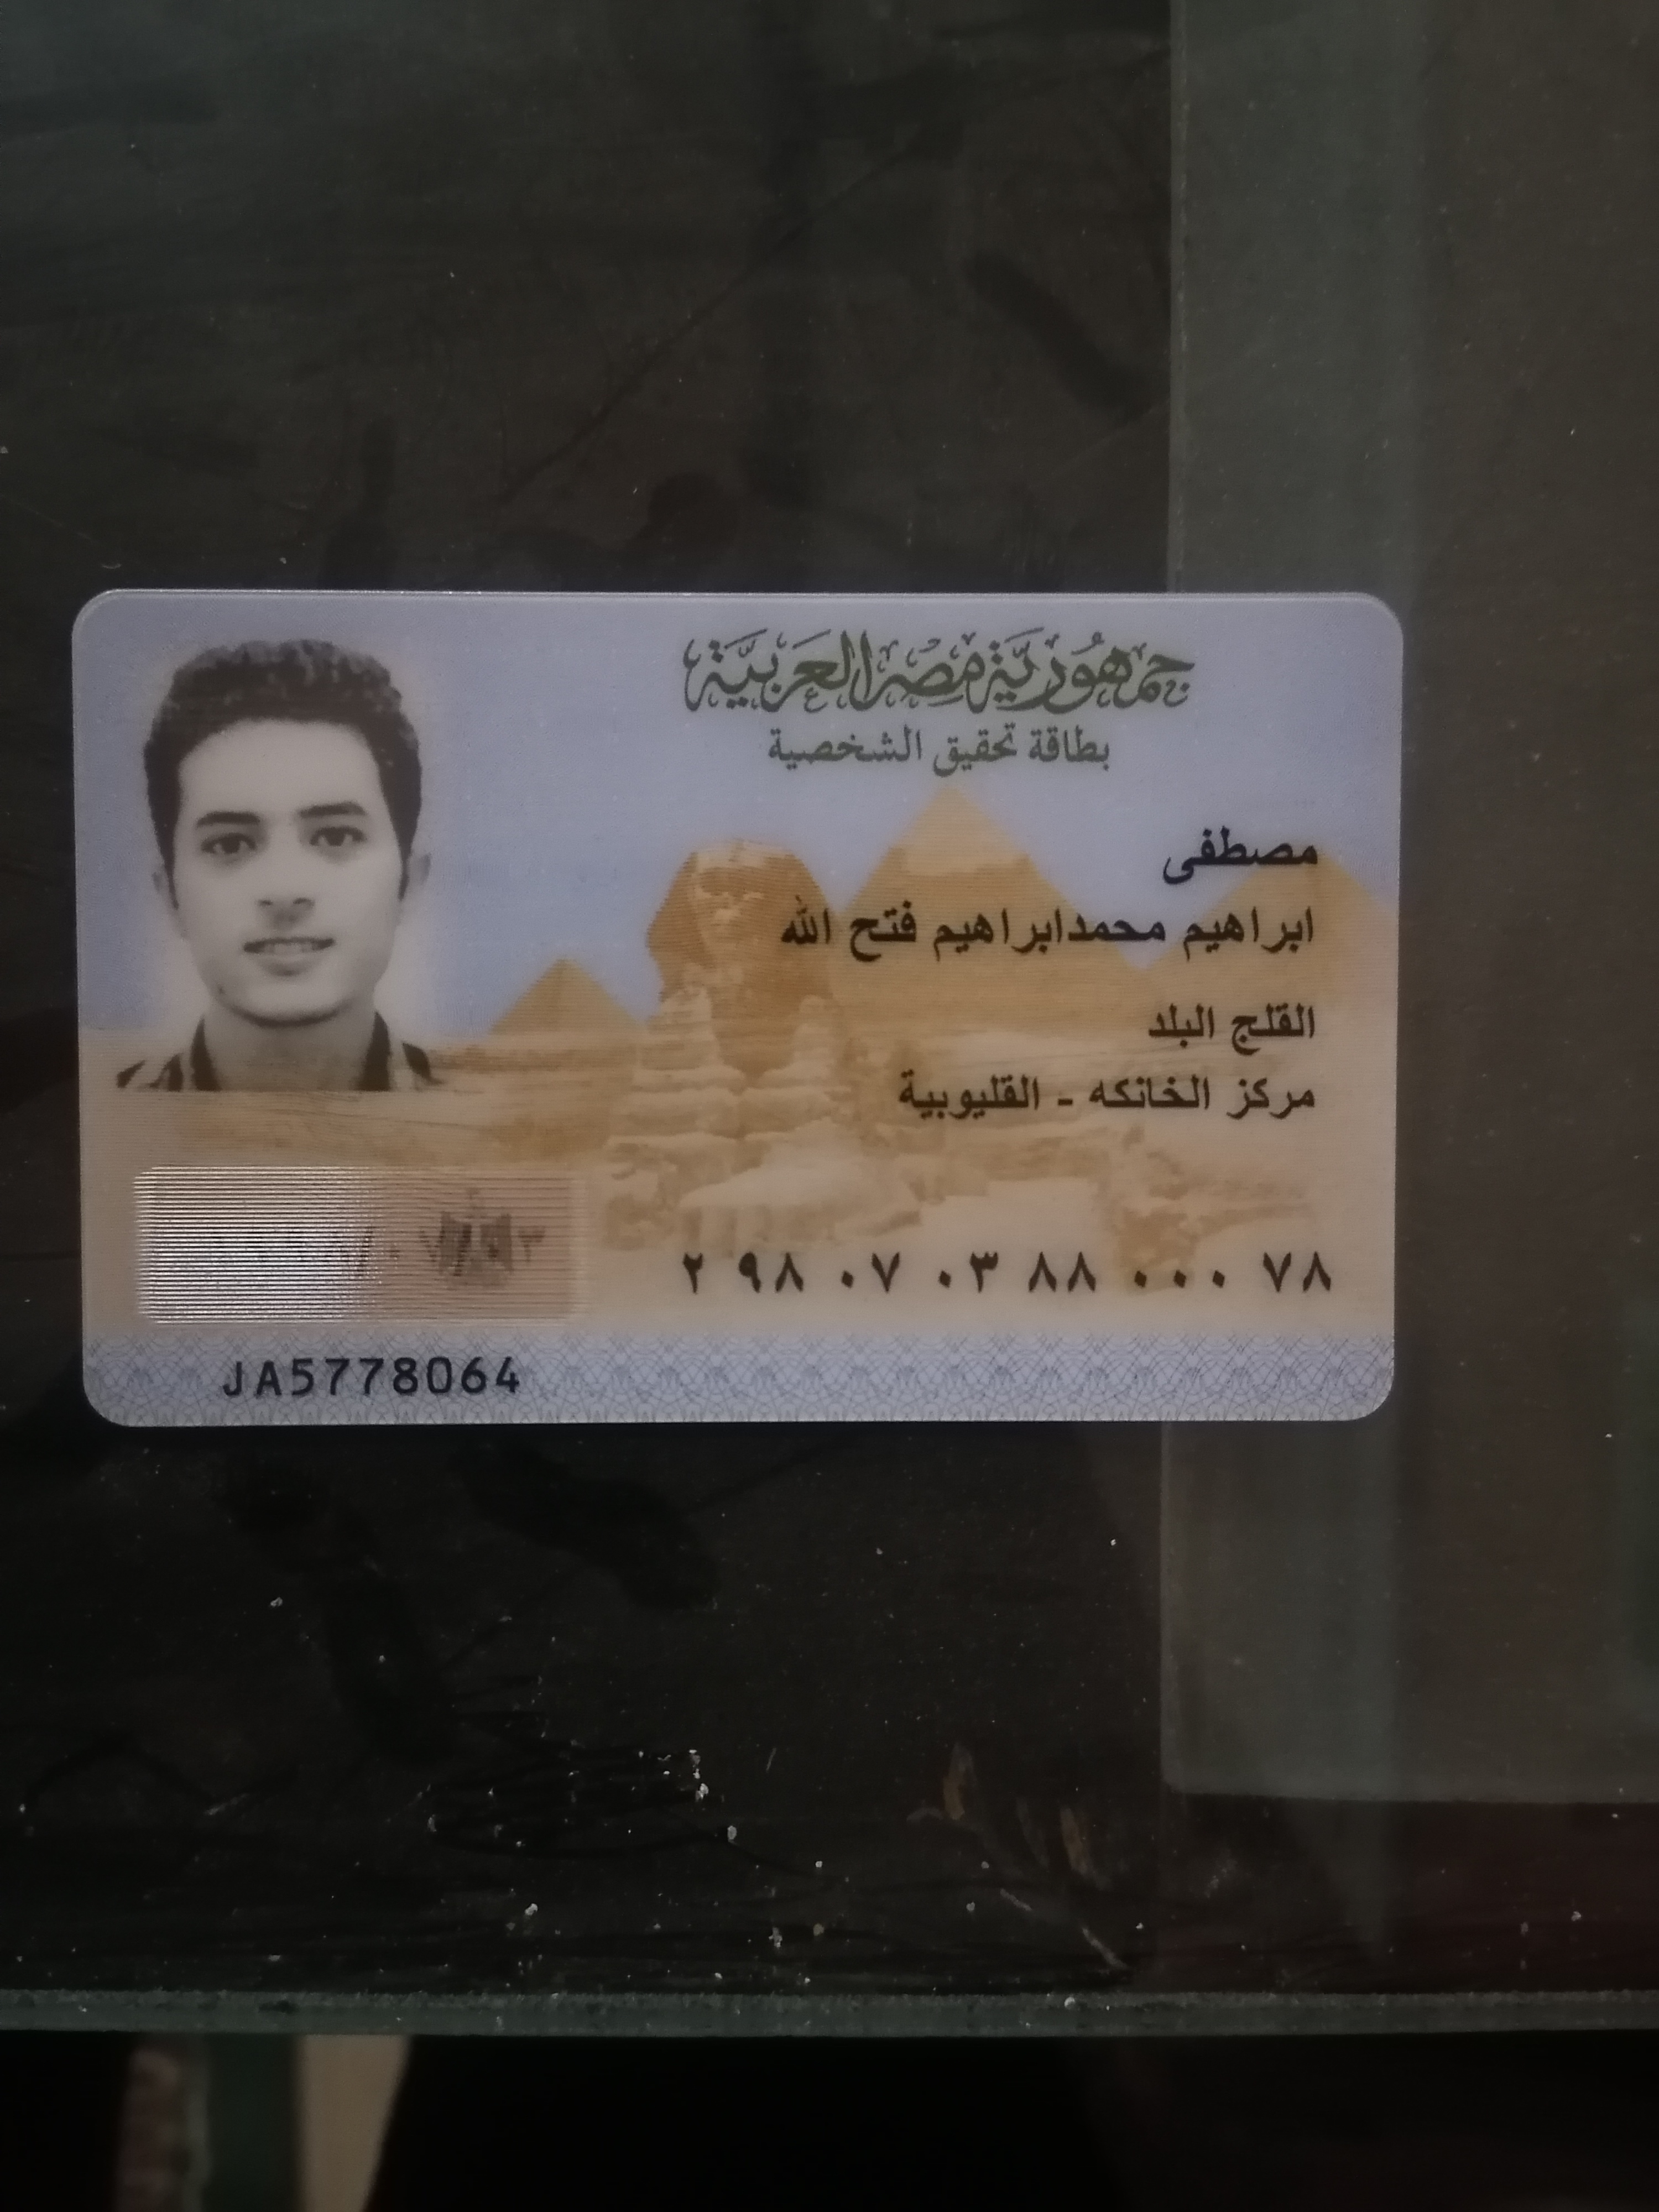 جمهورية مصر العربية
بطاقة تحقيق الشخصية
مصطفى
ابراهيم محمدابراهيم فتح الله
القلج البلد
مركز الخانكه - القليوبية
٢ ٩٨ ٠٧ ٠٣ ٨٨ ٠٠٠ ٧٨
JA5778064